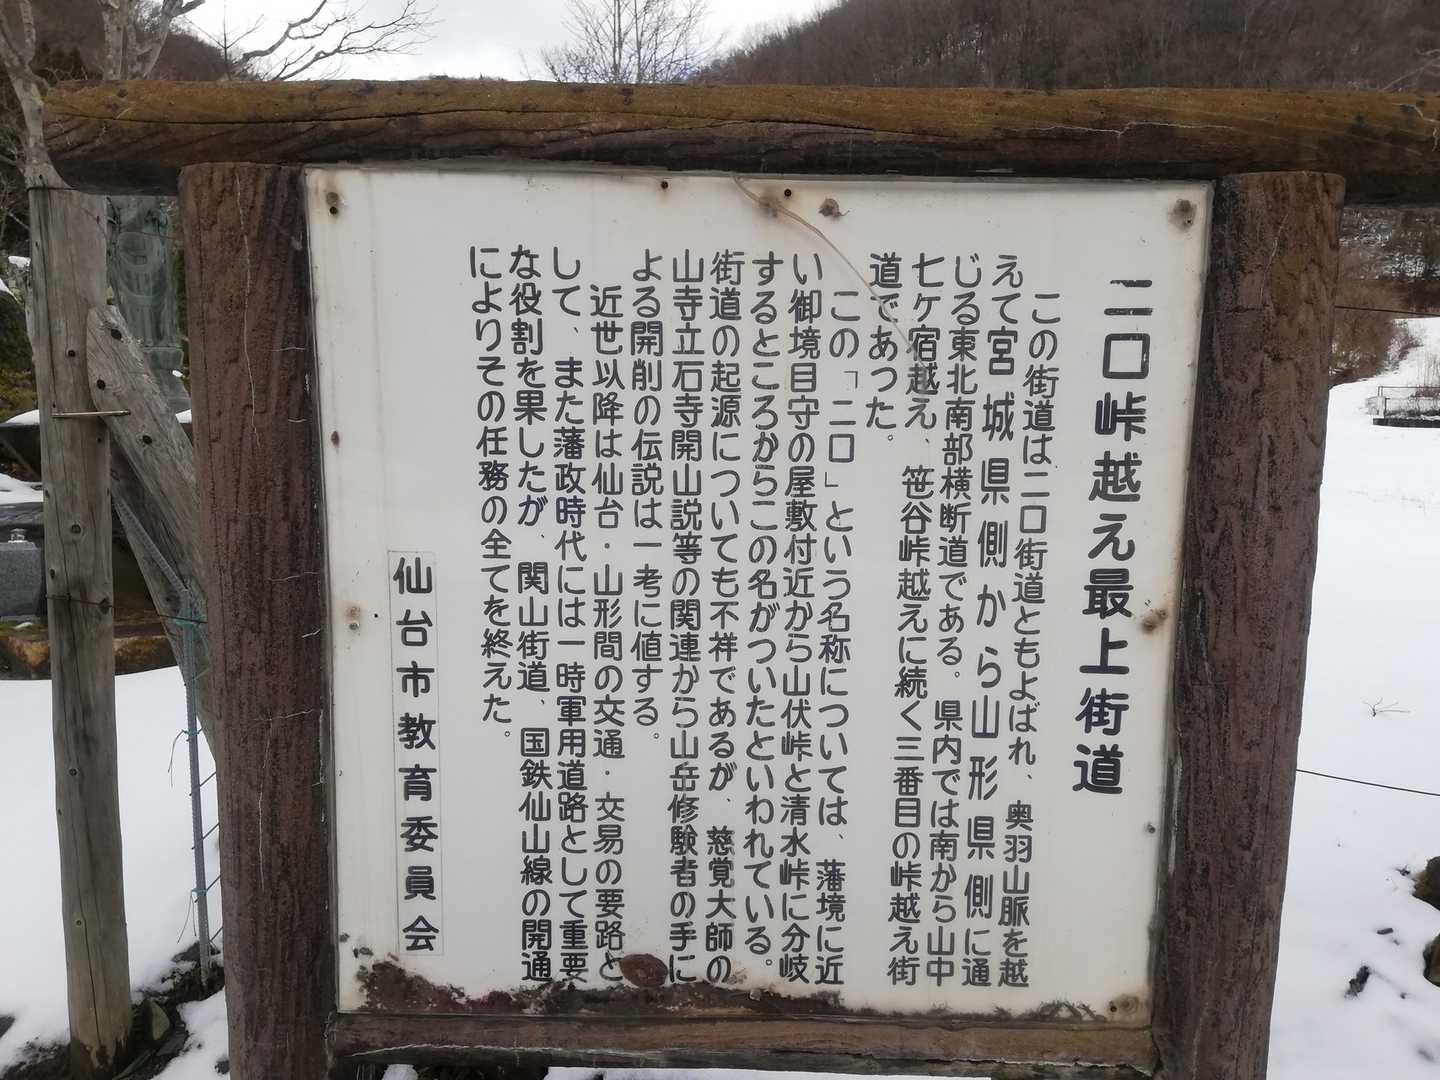 二口峠越え最上街道
この街道は二口街道ともよばれ、奥羽山脈を越
えて宮城県側から山形県側に通
じる東北南部横断道である。県内では南から山中
七ケ宿越え、笹谷峠越えに続く三番目の峠越え街
道であった。
この「二口」という名称については、藩境に近
い御境目守の屋敷付近から山伏峠と清水峠に分岐
するところからこの名がついたといわれている。
街道の起源についても不祥であるが、慈覚大師の
山寺立石寺開山説等の関連から山岳修験者の手に
よる開削の伝説は一考に値する。
近世以降は仙台・山形間の交通・交易の要路と
して、また藩政時代には一時軍用道路として重要
な役割を果したが、関山街道、国鉄仙山線の開通
によりその任務の全てを終えた。
仙台市教育委員会